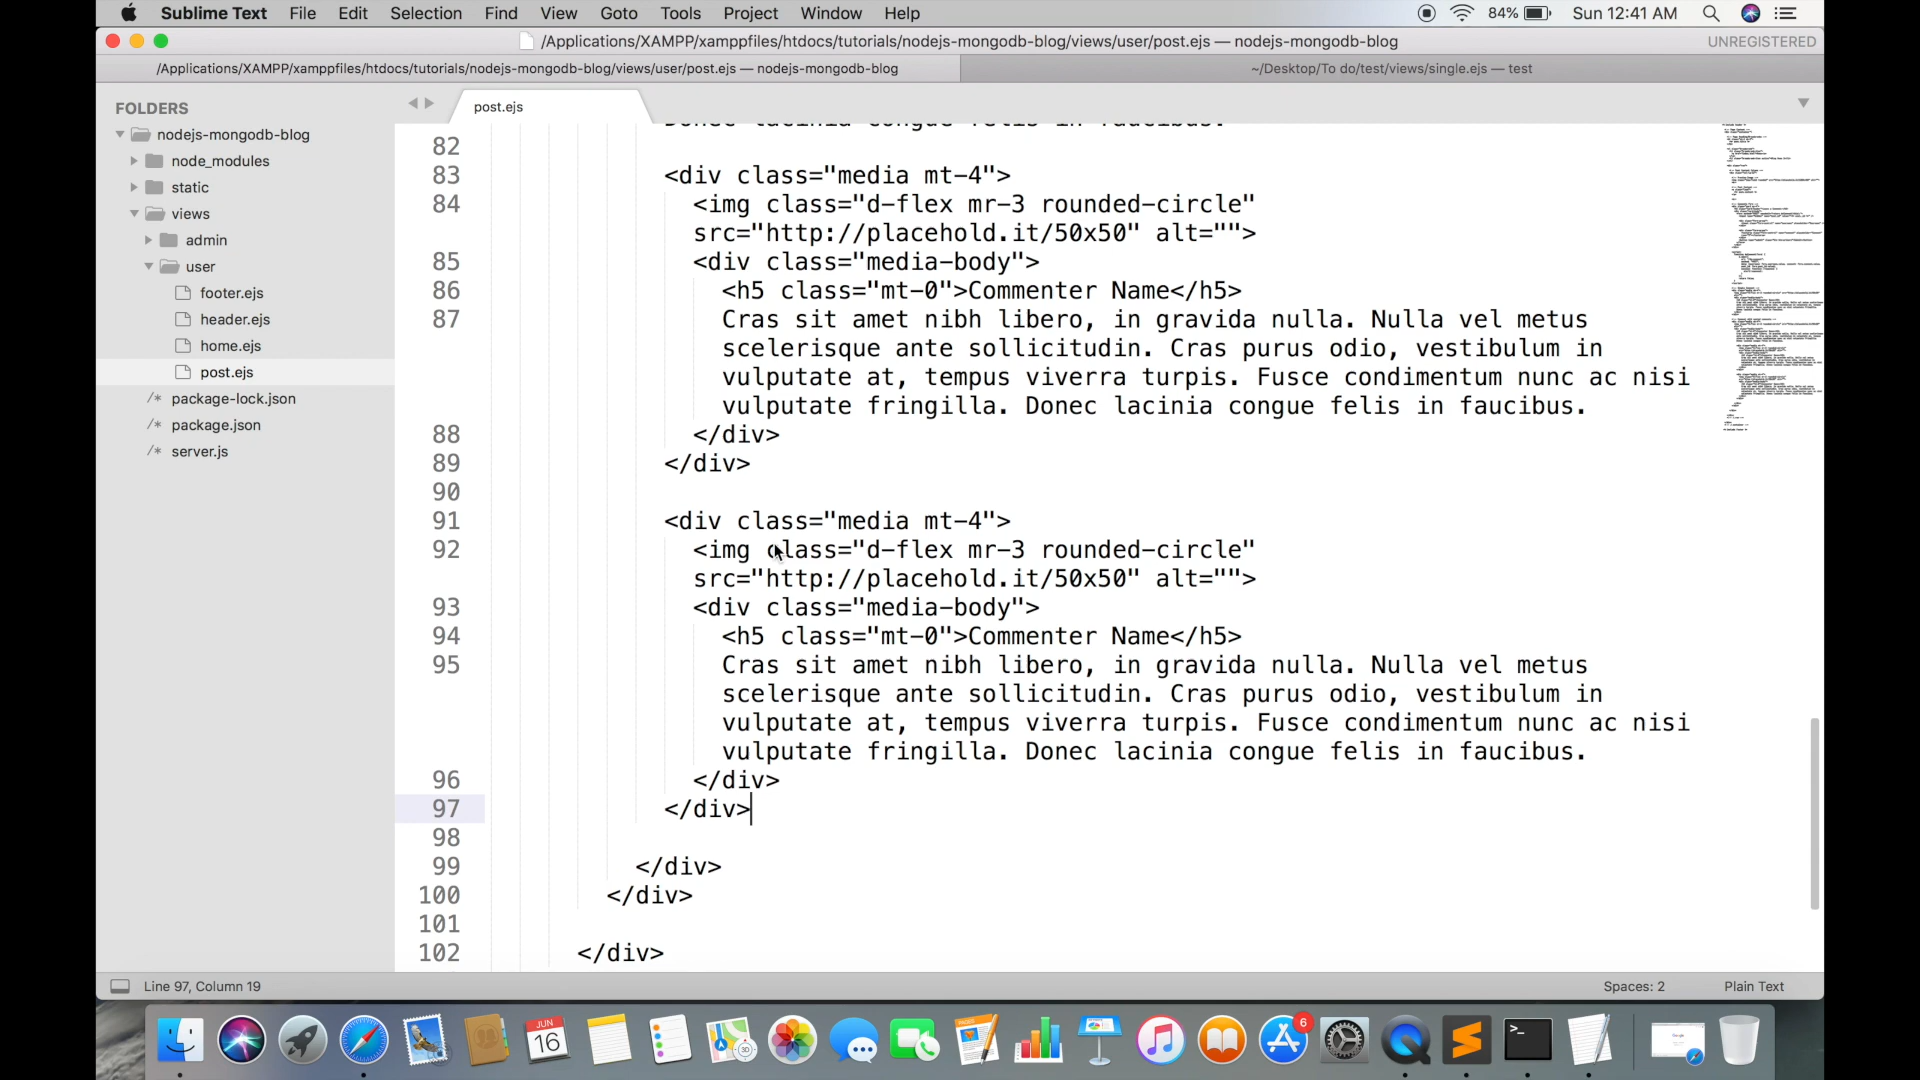 Sublime Text File Edit Selection Find View Goto Tools Project Window Help 84% Sun 12:41 AM
/Applications/XAMPP/xamppfiles/htdocs/tutorials/nodejs-mongodb-blog/views/user/post.ejs — nodejs-mongodb-blog UNREGISTERED
/Applications/XAMPP/xamppfiles/htdocs/tutorials/nodejs-mongodb-blog/views/user/post.ejs — nodejs-mongodb-blog ~/Desktop/To do/test/views/single.ejs — test
FOLDERS
nodejs-mongodb-blog
node_modules
static
views
admin
user
footer.ejs
header.ejs
home.ejs
post.ejs
/* package-lock.json
/* package.json
/* server.js
post.ejs
Donec lacinia congue felis in faucibus.
82
83 <div class="media mt-4">
84 <img class="d-flex mr-3 rounded-circle"
src="http://placehold.it/50x50" alt="">
85 <div class="media-body">
86 <h5 class="mt-0">Commenter Name</h5>
87 Cras sit amet nibh libero, in gravida nulla. Nulla vel metus
scelerisque ante sollicitudin. Cras purus odio, vestibulum in
vulputate at, tempus viverra turpis. Fusce condimentum nunc ac nisi
vulputate fringilla. Donec lacinia congue felis in faucibus.
88 </div>
89 </div>
90
91 <div class="media mt-4">
92 <img class="d-flex mr-3 rounded-circle"
src="http://placehold.it/50x50" alt="">
93 <div class="media-body">
94 <h5 class="mt-0">Commenter Name</h5>
95 Cras sit amet nibh libero, in gravida nulla. Nulla vel metus
scelerisque ante sollicitudin. Cras purus odio, vestibulum in
vulputate at, tempus viverra turpis. Fusce condimentum nunc ac nisi
vulputate fringilla. Donec lacinia congue felis in faucibus.
96 </div>
97 </div>
98
99 </div>
100 </div>
101
102 </div>
Line 97, Column 19 Spaces: 2 Plain Text
JUN
16
6